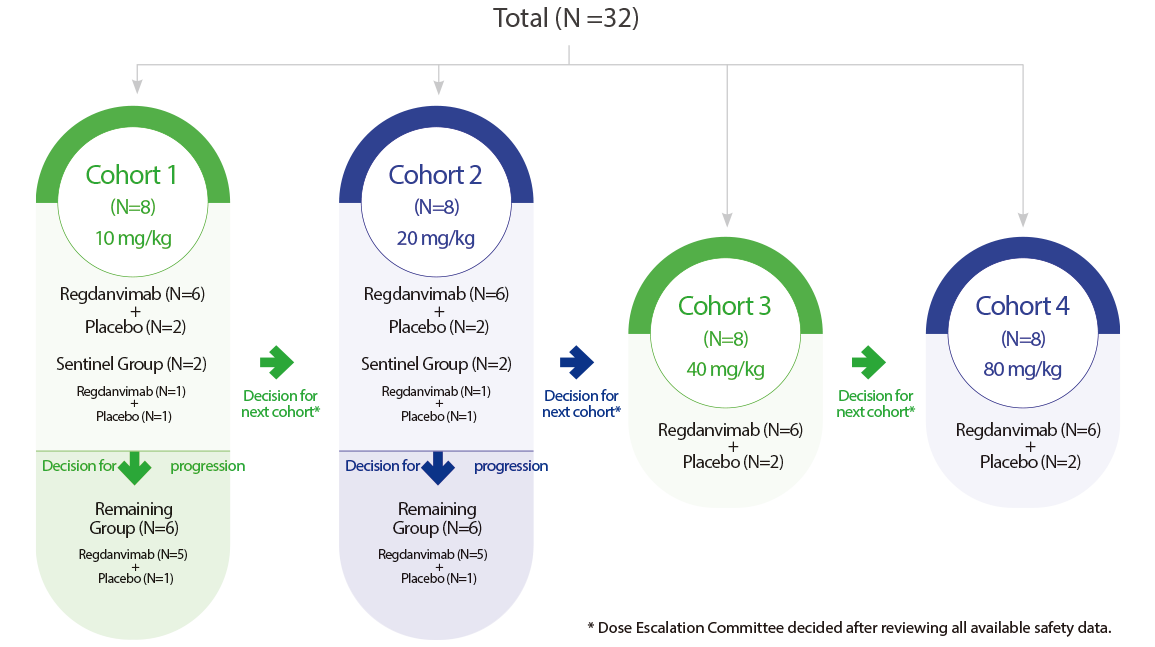 Total (N =32)
Cohort 1
(N=8)
10 mg/kg
Regdanvimab (N=6)
+
Placebo (N=2)
Sentinel Group (N=2)
Regdanvimab (N=1)
+
Placebo (N=1)
Decision for progression
Remaining
Group (N=6)
Regdanvimab (N=5)
+
Placebo (N=1)
Decision for
next cohort*
Cohort 2
(N=8)
20 mg/kg
Regdanvimab (N=6)
+
Placebo (N=2)
Sentinel Group (N=2)
Regdanvimab (N=1)
+
Placebo (N=1)
Decision for progression
Remaining
Group (N=6)
Regdanvimab (N=5)
+
Placebo (N=1)
Decision for
next cohort*
Cohort 3
(N=8)
40 mg/kg
Regdanvimab (N=6)
+
Placebo (N=2)
Decision for
next cohort*
Cohort 4
(N=8)
80 mg/kg
Regdanvimab (N=6)
+
Placebo (N=2)
* Dose Escalation Committee decided after reviewing all available safety data.